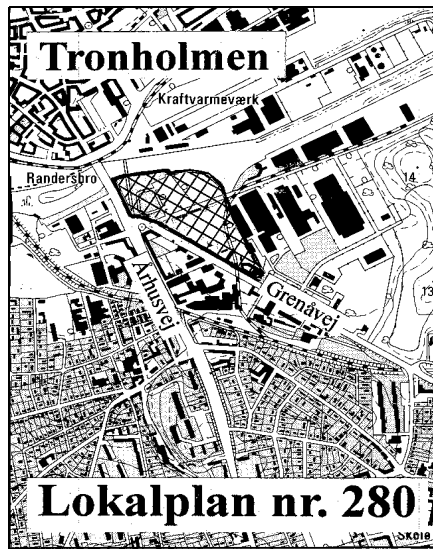 Tronholmen
Kraftvarmeværk
Randersbro
14
Århusvej
Grenåvej
13
Lokalplan nr. 280
Skole